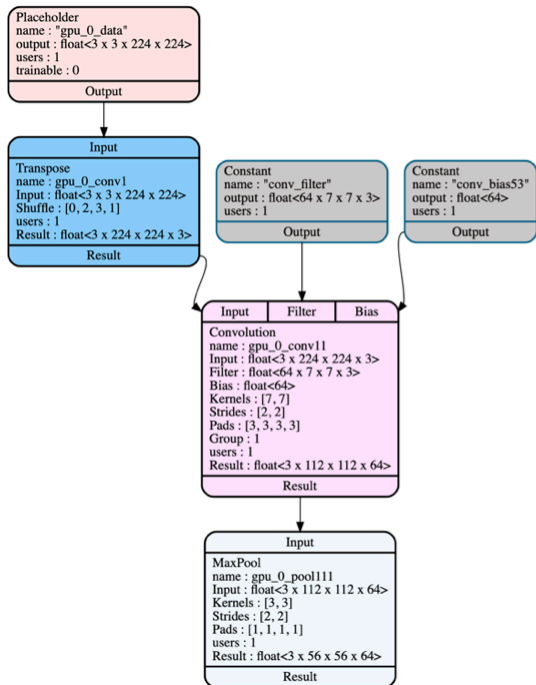 Placeholder
name : "gpu_0_data"
output : float<3 x 3 x 224 x 224>
users : 1
trainable : 0
Output
Input
Transpose
name : gpu_0_conv1
Input : float<3 x 3 x 224 x 224>
Shuffle : [0, 2, 3, 1]
users : 1
Result : float<3 x 224 x 224 x 3>
Result
Constant
name : "conv_filter"
output : float<64 x 7 x 7 x 3>
users : 1
Output
Constant
name : "conv_bias53"
output : float<64>
users : 1
Output
Input Filter Bias
Convolution
name : gpu_0_conv11
Input : float<3 x 224 x 224 x 3>
Filter : float<64 x 7 x 7 x 3>
Bias : float<64>
Kernels : [7, 7]
Strides : [2, 2]
Pads : [3, 3, 3, 3]
Group : 1
users : 1
Result : float<3 x 112 x 112 x 64>
Result
Input
MaxPool
name : gpu_0_pool111
Input : float<3 x 112 x 112 x 64>
Kernels : [3, 3]
Strides : [2, 2]
Pads : [1, 1, 1, 1]
users : 1
Result : float<3 x 56 x 56 x 64>
Result